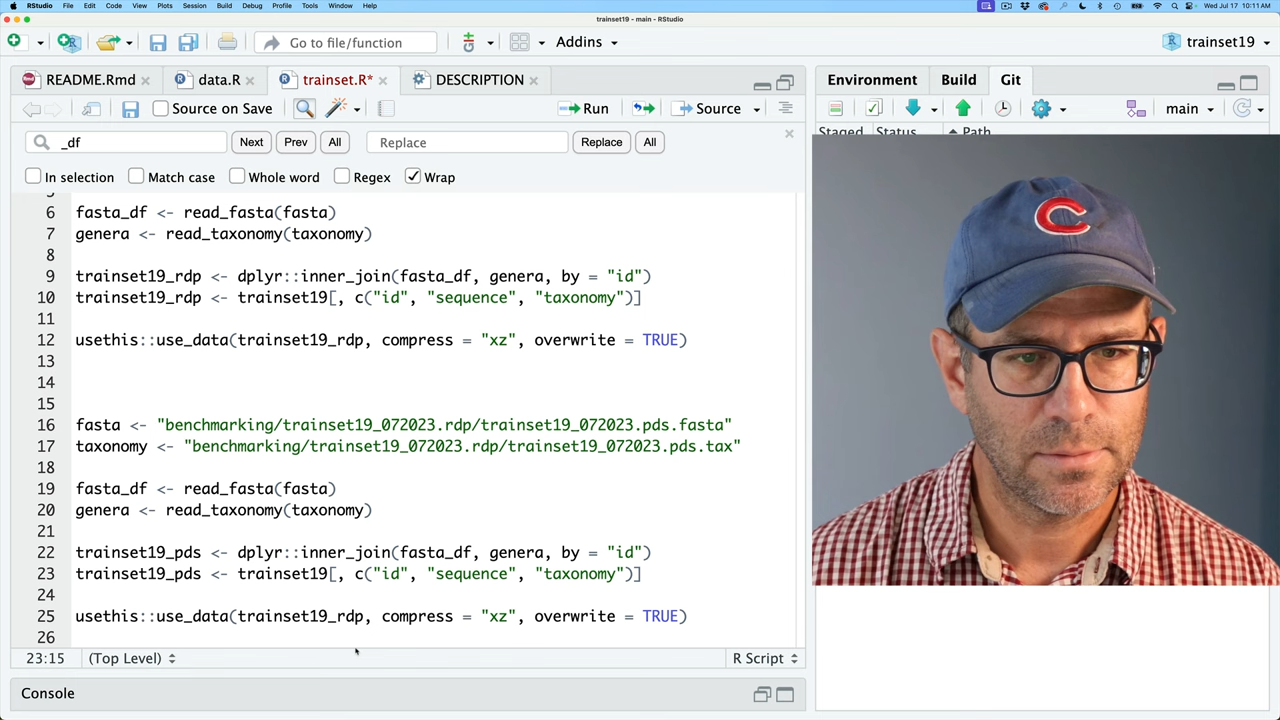 RStudio File Edit Code View Plots Session Build Debug Profile Tools Window Help Wed Jul 17 10:11 AM
trainset19 - main - RStudio
Go to file/function Addins trainset19
README.Rmd data.R trainset.R* DESCRIPTION Environment Build Git
Source on Save Run Source main
_df Next Prev All Replace Replace All Staged Status Path
In selection Match case Whole word Regex Wrap
6 fasta_df <- read_fasta(fasta)
7 genera <- read_taxonomy(taxonomy)
8
9 trainset19_rdp <- dplyr::inner_join(fasta_df, genera, by = "id")
10 trainset19_rdp <- trainset19[, c("id", "sequence", "taxonomy")]
11
12 usethis::use_data(trainset19_rdp, compress = "xz", overwrite = TRUE)
13
14
15
16 fasta <- "benchmarking/trainset19_072023.rdp/trainset19_072023.pds.fasta"
17 taxonomy <- "benchmarking/trainset19_072023.rdp/trainset19_072023.pds.tax"
18
19 fasta_df <- read_fasta(fasta)
20 genera <- read_taxonomy(taxonomy)
21
22 trainset19_pds <- dplyr::inner_join(fasta_df, genera, by = "id")
23 trainset19_pds <- trainset19[, c("id", "sequence", "taxonomy")]
24
25 usethis::use_data(trainset19_rdp, compress = "xz", overwrite = TRUE)
26
23:15 (Top Level) R Script
Console
C